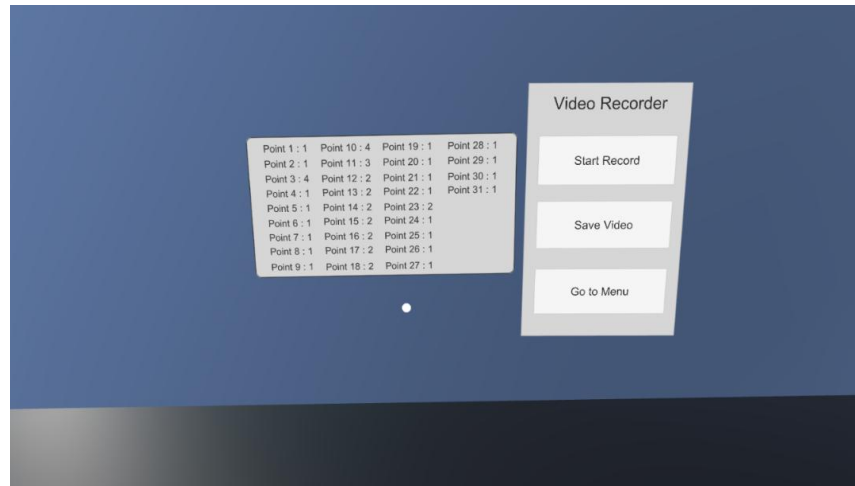 Point 1 : 1 Point 10 : 4 Point 19 : 1 Point 28 : 1
Point 2 : 1 Point 11 : 3 Point 20 : 1 Point 29 : 1
Point 3 : 4 Point 12 : 2 Point 21 : 1 Point 30 : 1
Point 4 : 1 Point 13 : 2 Point 22 : 1 Point 31 : 1
Point 5 : 1 Point 14 : 2 Point 23 : 2
Point 6 : 1 Point 15 : 2 Point 24 : 1
Point 7 : 1 Point 16 : 2 Point 25 : 1
Point 8 : 1 Point 17 : 2 Point 26 : 1
Point 9 : 1 Point 18 : 2 Point 27 : 1
Video Recorder
Start Record
Save Video
Go to Menu